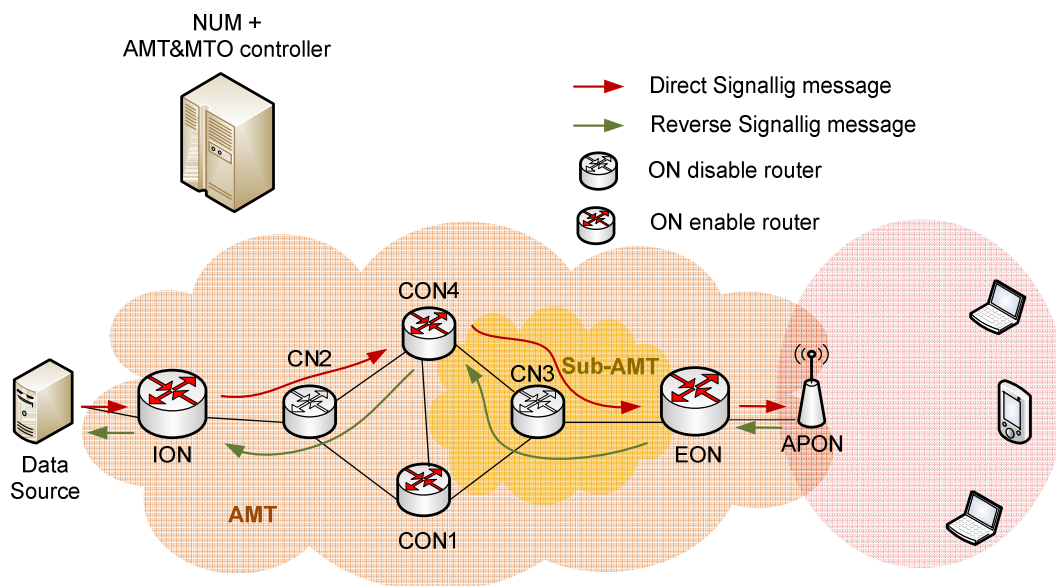 NUM +
AMT&MTO controller
Direct Signallig message
Reverse Signallig message
ON disable router
ON enable router
CON4
CN2
Sub-AMT
CN3
ION
EON
APON
Data
Source
AMT
CON1